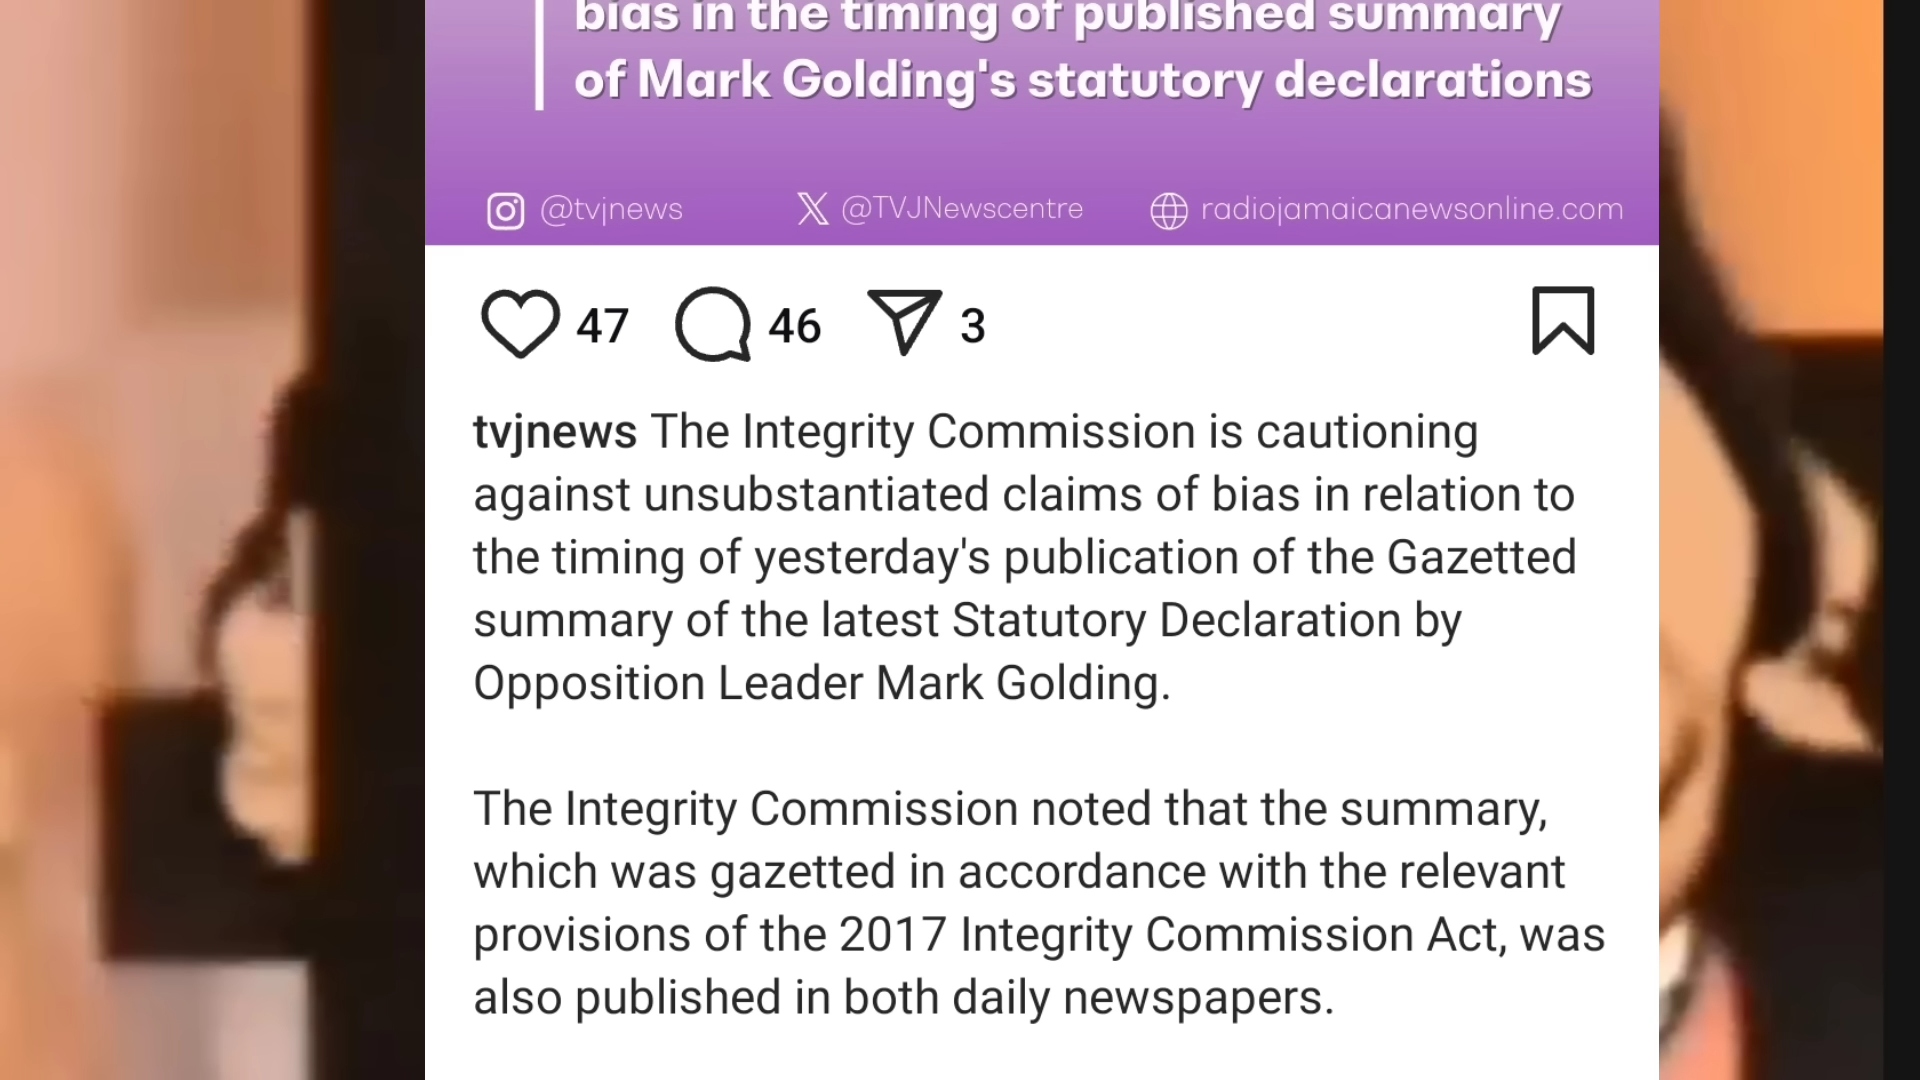 bias in the timing of published summary
of Mark Golding's statutory declarations
@tvjnews @TVJNewscentre radiojamaicanewsonline.com
47 46 3
tvjnews The Integrity Commission is cautioning
against unsubstantiated claims of bias in relation to
the timing of yesterday's publication of the Gazetted
summary of the latest Statutory Declaration by
Opposition Leader Mark Golding.
The Integrity Commission noted that the summary,
which was gazetted in accordance with the relevant
provisions of the 2017 Integrity Commission Act, was
also published in both daily newspapers.